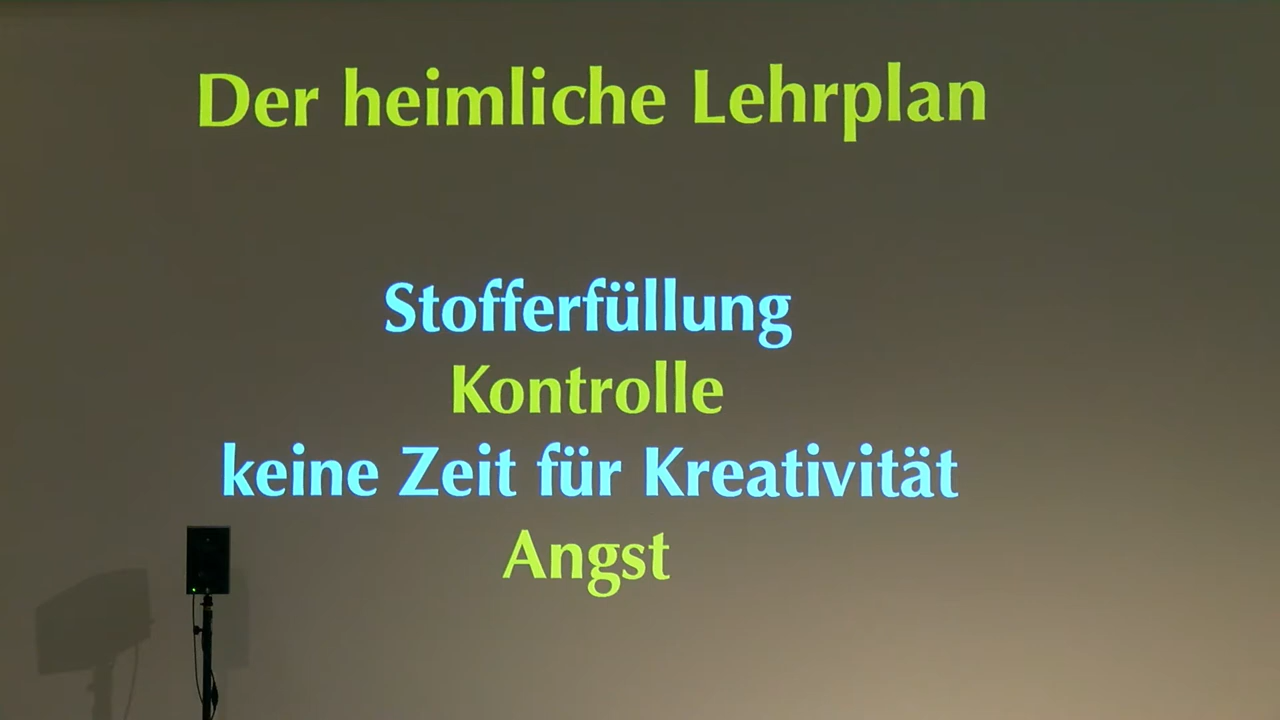 Der heimliche Lehrplan
Stofferfüllung
Kontrolle
keine Zeit für Kreativität
Angst